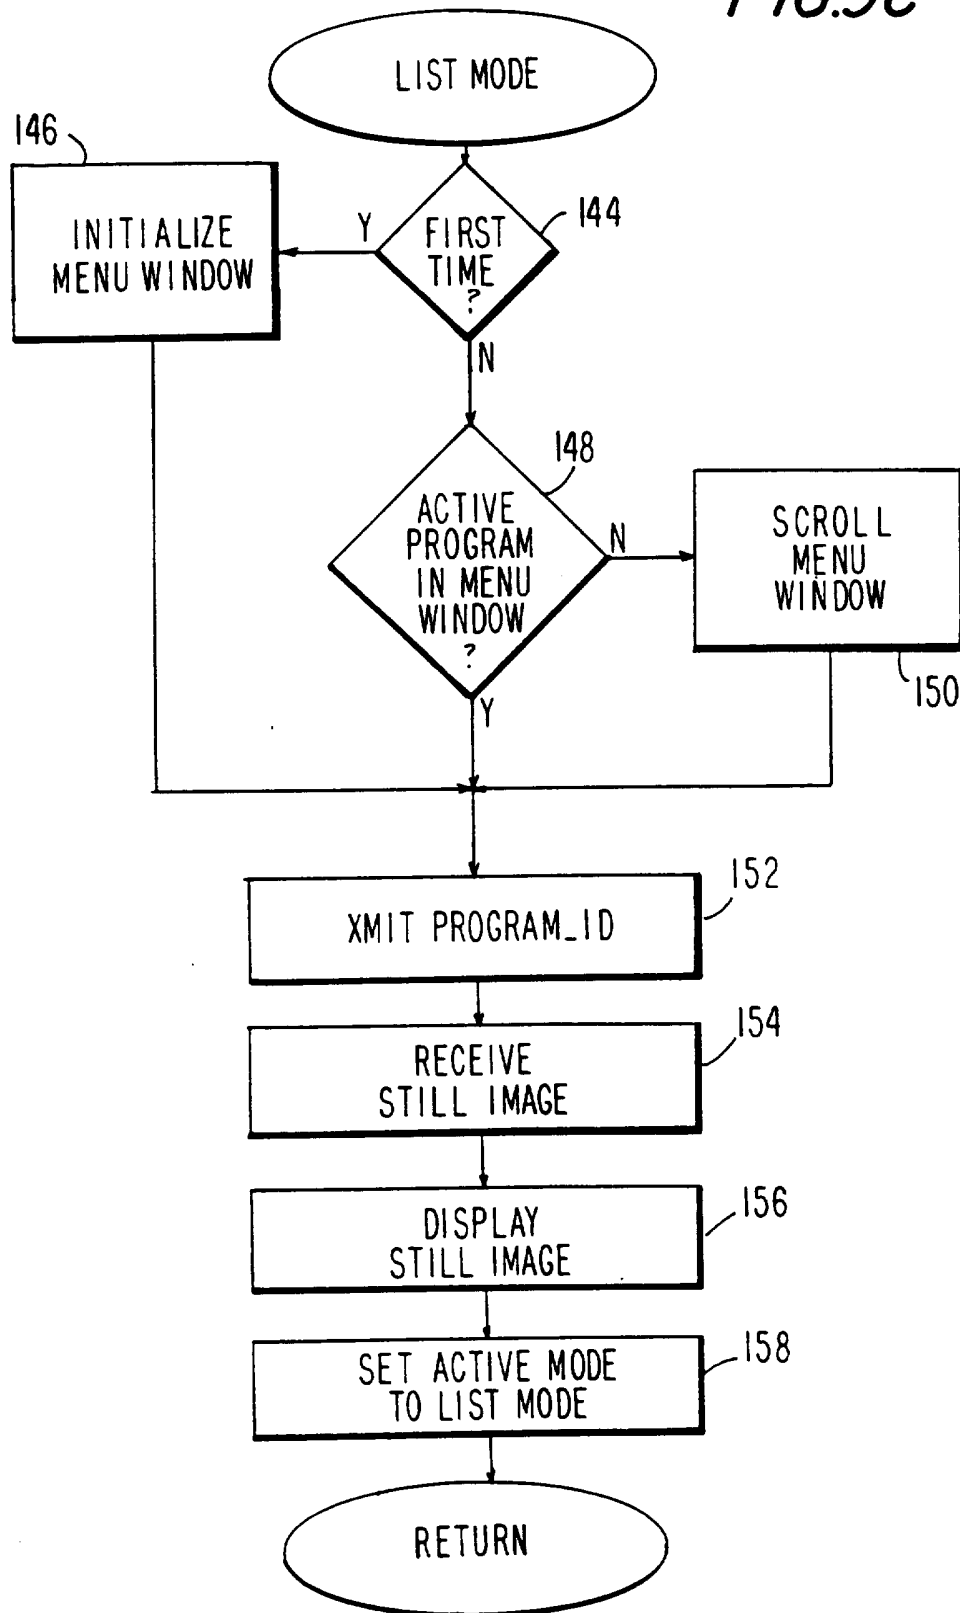 LIST MODE
146
INITIALIZE
MENU WINDOW
Y
FIRST
TIME
?
144
N
148
ACTIVE
PROGRAM
IN MENU
WINDOW
?
N
SCROLL
MENU
WINDOW
150
Y
152
XMIT PROGRAM_ID
154
RECEIVE
STILL IMAGE
156
DISPLAY
STILL IMAGE
158
SET ACTIVE MODE
TO LIST MODE
RETURN